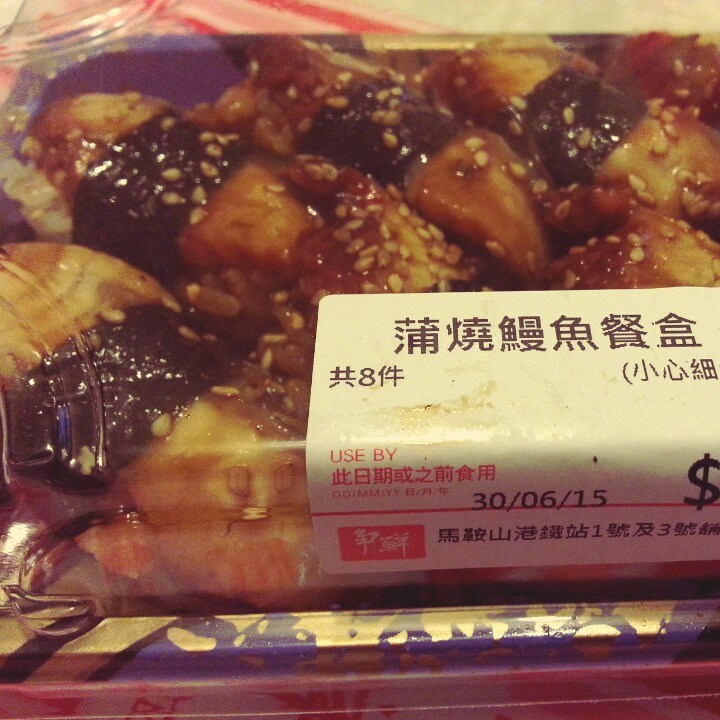 蒲燒鰻魚餐盒
共8件
(小心細
USE BY
此日期或之前食用
DD/MM/YY 日/月/年
30/06/15
$
争鮮
馬鞍山港鐵站1號及3號舖